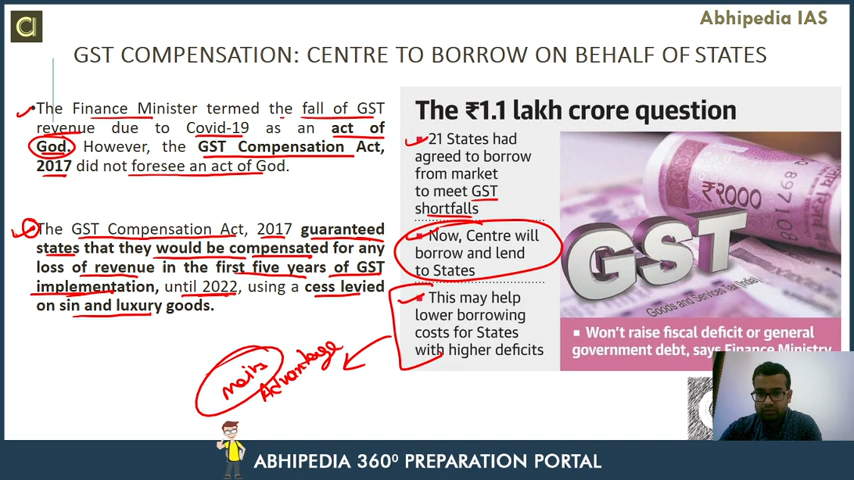 Abhipedia IAS
a
GST COMPENSATION: CENTRE TO BORROW ON BEHALF OF STATES
•The Finance Minister termed the fall of GST
revenue due to Covid-19 as an act of
God. However, the GST Compensation Act,
2017 did not foresee an act of God.
The GST Compensation Act, 2017 guaranteed
states that they would be compensated for any
loss of revenue in the first five years of GST
implementation, until 2022, using a cess levied
on sin and luxury goods.
main
Advantage
The ₹1.1 lakh crore question
21 States had
agreed to borrow
from market
to meet GST
shortfalls
Now, Centre will
borrow and lend
to States
This may help
lower borrowing
costs for States
with higher deficits
₹2000
897108
GST
Goods and Services Tax (India)
Won't raise fiscal deficit or general
government debt, says Finance Ministry
ABHIPEDIA 360⁰ PREPARATION PORTAL